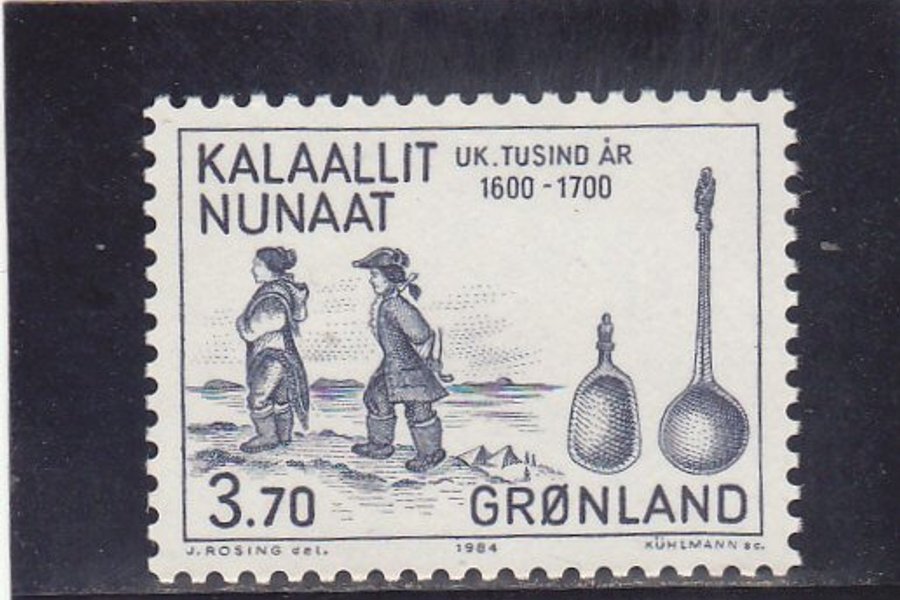 KALAALLIT
NUNAAT
UK. TUSIND ÅR
1600 - 1700
3.70
GRØNLAND
J. ROSING del.
1984
KÜHLMANN sc.